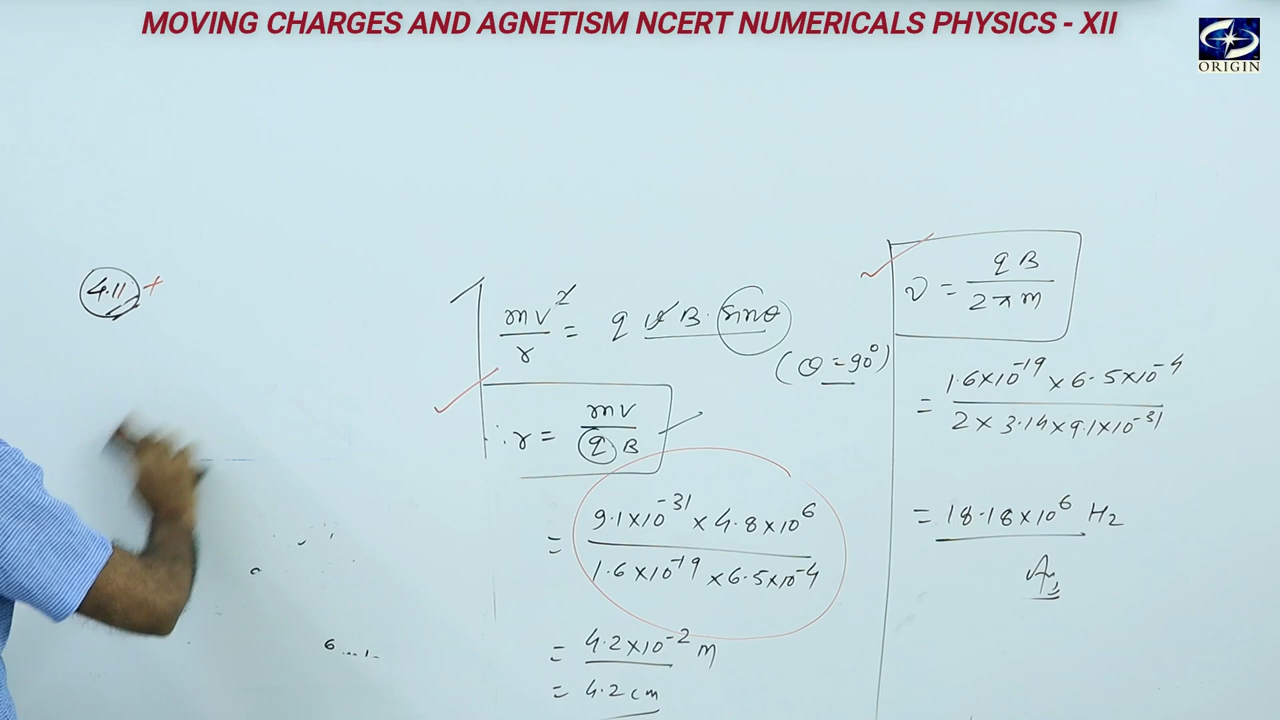 MOVING CHARGES AND AGNETISM NCERT NUMERICALS PHYSICS - XII
ORIGIN
4.11 +
mv²/r = q v B · sinθ
(θ = 90°)
∴ r = mv/qB
= 9.1×10⁻³¹ × 4.8×10⁶ / 1.6×10⁻¹⁹ × 6.5×10⁻⁴
= 4.2×10⁻² m
= 4.2 cm
ν = qB/2πm
= 1.6×10⁻¹⁹ × 6.5×10⁻⁴ / 2 × 3.14 × 9.1×10⁻³¹
= 18.18×10⁶ Hz
A